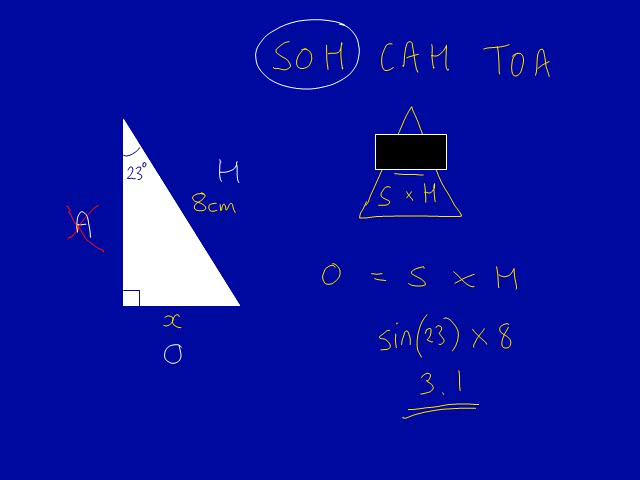 SOH CAH TOA
23°
H
8cm
A
S × H
x
O
O = S × H
sin(23) × 8
3.1